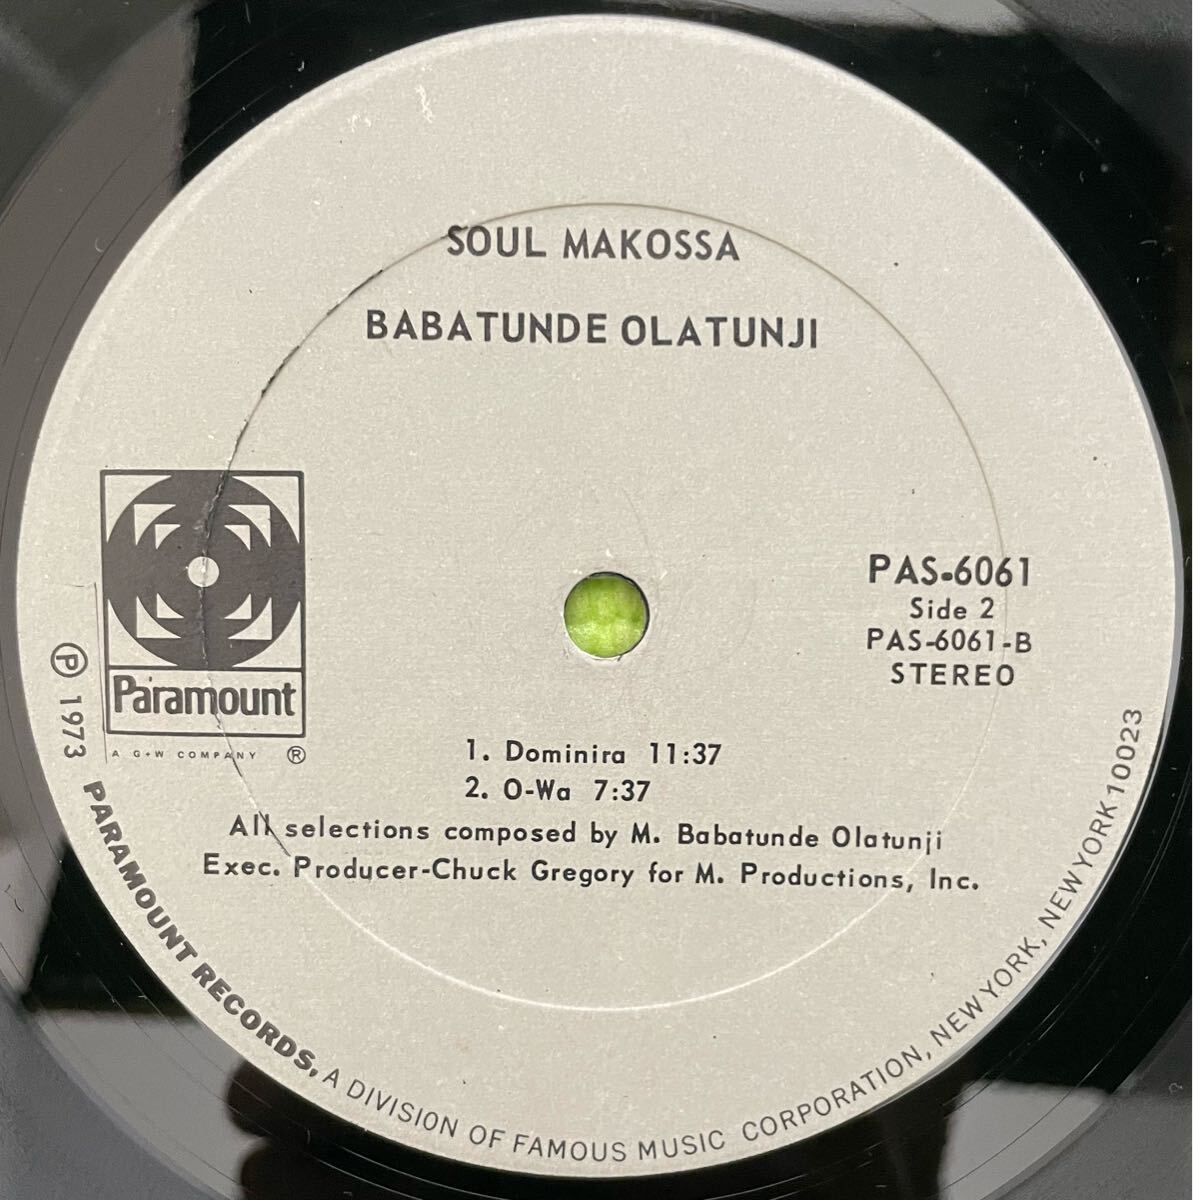 SOUL MAKOSSA
BABATUNDE OLATUNJI
PAS-6061
Side 2
PAS-6061-B
STEREO
Paramount
A G+W COMPANY ®
℗ 1973
1. Dominira 11:37
2. O-Wa 7:37
All selections composed by M. Babatunde Olatunji
Exec. Producer-Chuck Gregory for M. Productions, Inc.
PARAMOUNT RECORDS, A DIVISION OF FAMOUS MUSIC CORPORATION, NEW YORK, NEW YORK 10023